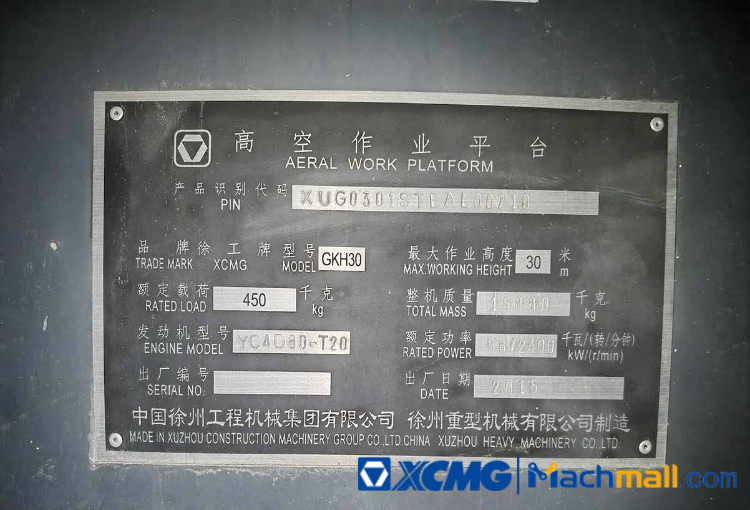 高空作业平台
AERAL WORK PLATFORM
产品识别代码
PIN
品牌徐工牌型号 GKH30
TRADE MARK XCMG MODEL
最大作业高度 30 米
MAX.WORKING HEIGHT m
额定载荷 450 千克
RATED LOAD kg
整机质量 千克
TOTAL MASS kg
发动机型号 YC4D80-T20
ENGINE MODEL
额定功率 千瓦/(转/分钟)
RATED POWER kW/(r/min)
出厂编号
SERIAL NO.
出厂日期 2015
DATE
中国徐州工程机械集团有限公司 徐州重型机械有限公司制造
MADE IN XUZHOU CONSTRUCTION MACHINERY GROUP CO.,LTD CHINA XUZHOU HEAVY MACHINERY CO.,LTD.
XCMG Machmall.com